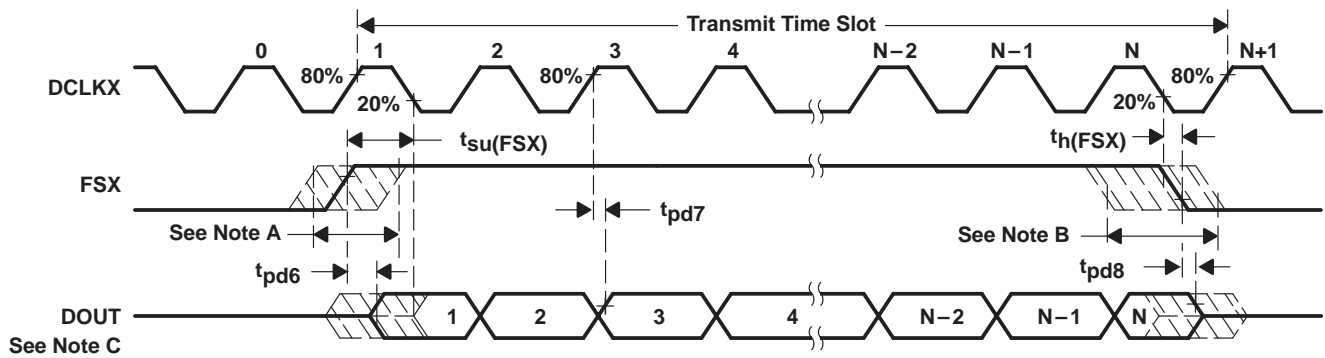 Transmit Time Slot
0 1 2 3 4 N−2 N−1 N N+1
80% 80% 80%
DCLKX
20% 20%
tsu(FSX) th(FSX)
FSX
tpd7
See Note A See Note B
tpd6 tpd8
DOUT 1 2 3 4 N−2 N−1 N
See Note C